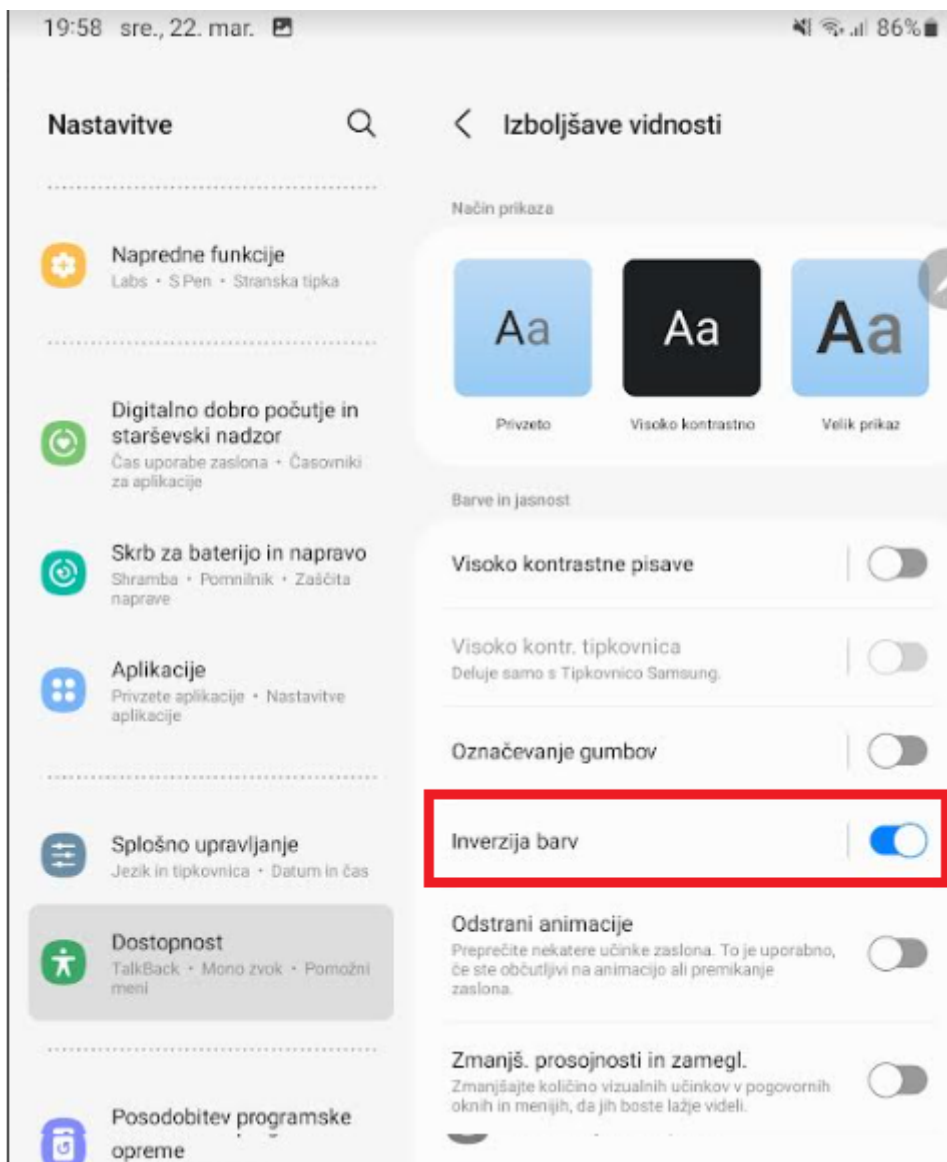 19:58 sre., 22. mar. 86%
Nastavitve
Napredne funkcije
Labs • S Pen • Stranska tipka
Digitalno dobro počutje in
starševski nadzor
Čas uporabe zaslona • Časovniki
za aplikacije
Skrb za baterijo in napravo
Shramba • Pomnilnik • Zaščita
naprave
Aplikacije
Privzete aplikacije • Nastavitve
aplikacije
Splošno upravljanje
Jezik in tipkovnica • Datum in čas
Dostopnost
TalkBack • Mono zvok • Pomožni
meni
Posodobitev programske
opreme
Izboljšave vidnosti
Način prikaza
Aa
Aa
Aa
Privzeto
Visoko kontrastno
Velik prikaz
Barve in jasnost
Visoko kontrastne pisave
Visoko kontr. tipkovnica
Deluje samo s Tipkovnico Samsung.
Označevanje gumbov
Inverzija barv
Odstrani animacije
Preprečite nekatere učinke zaslona. To je uporabno,
če ste občutljivi na animacijo ali premikanje
zaslona.
Zmanjš. prosojnosti in zamegl.
Zmanjšajte količino vizualnih učinkov v pogovornih
oknih in menijih, da jih boste lažje videli.